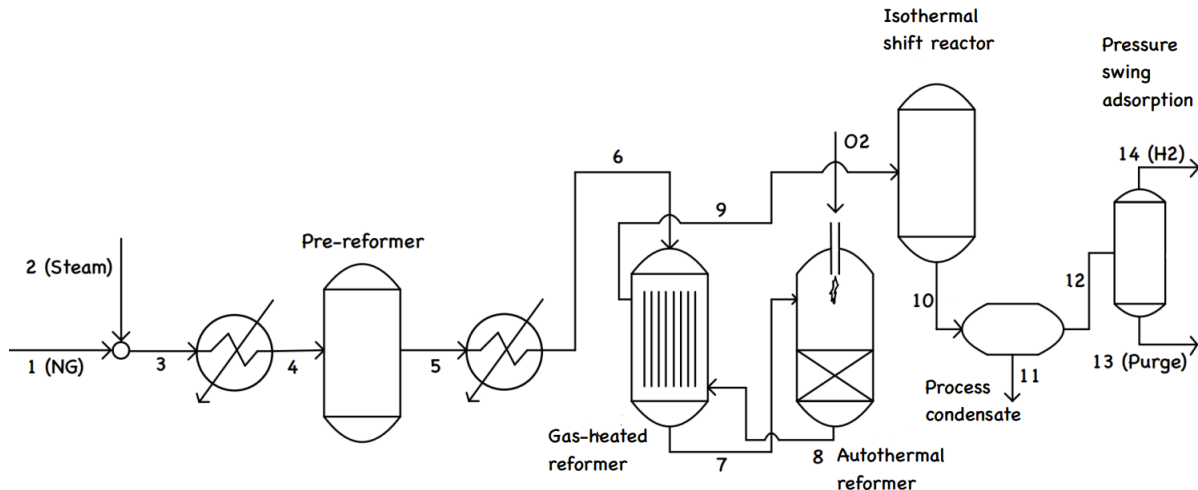 Isothermal
shift reactor
Pressure
swing
adsorption
O2
14 (H2)
6
9
Pre-reformer
2 (Steam)
12
10
1 (NG)
3
4
5
11
13 (Purge)
Process
condensate
Gas-heated
reformer
7
8
Autothermal
reformer